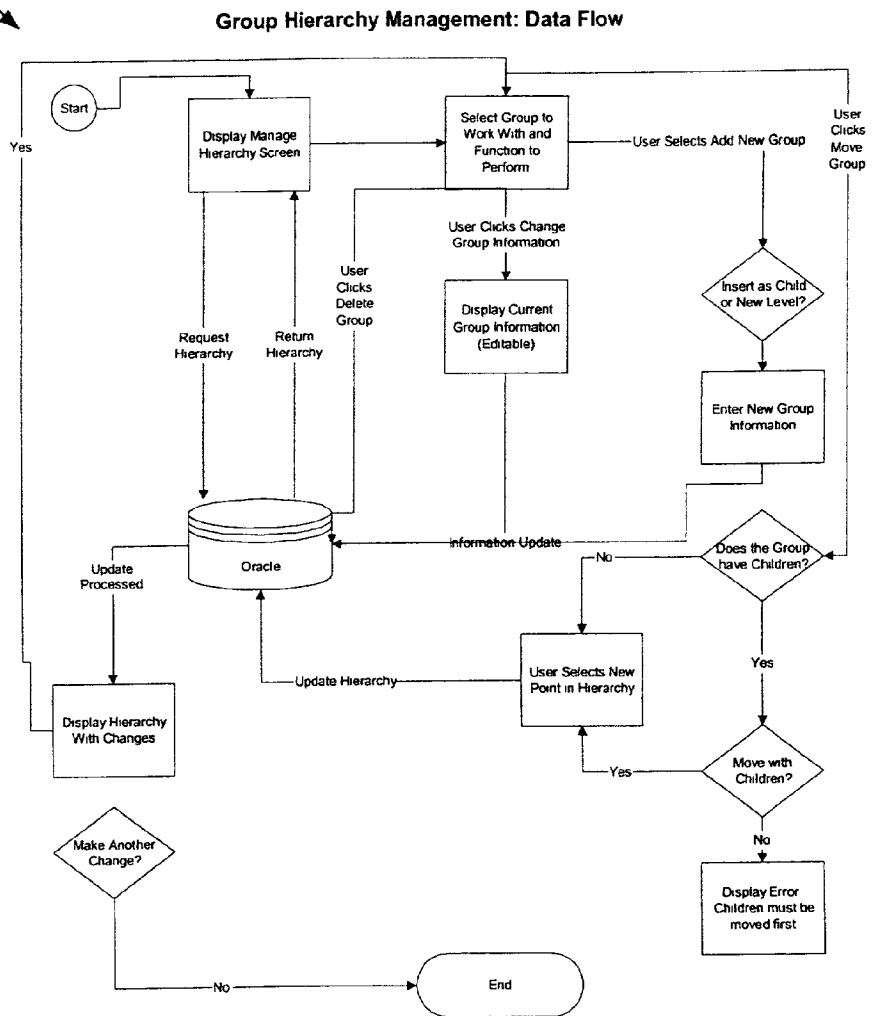 Group Hierarchy Management: Data Flow
Start
Yes
Display Manage
Hierarchy Screen
Select Group to
Work With and
Function to
Perform
User Selects Add New Group
User
Clicks
Move
Group
User Clicks Change
Group Information
User
Clicks
Delete
Group
Insert as Child
or New Level?
Display Current
Group Information
(Editable)
Request
Hierarchy
Return
Hierarchy
Enter New Group
Information
Information Update
Oracle
Does the Group
have Children?
No
Update
Processed
Yes
User Selects New
Point in Hierarchy
Update Hierarchy
Display Hierarchy
With Changes
Move with
Children?
Yes
No
Make Another
Change?
Display Error
Children must be
moved first
No
End